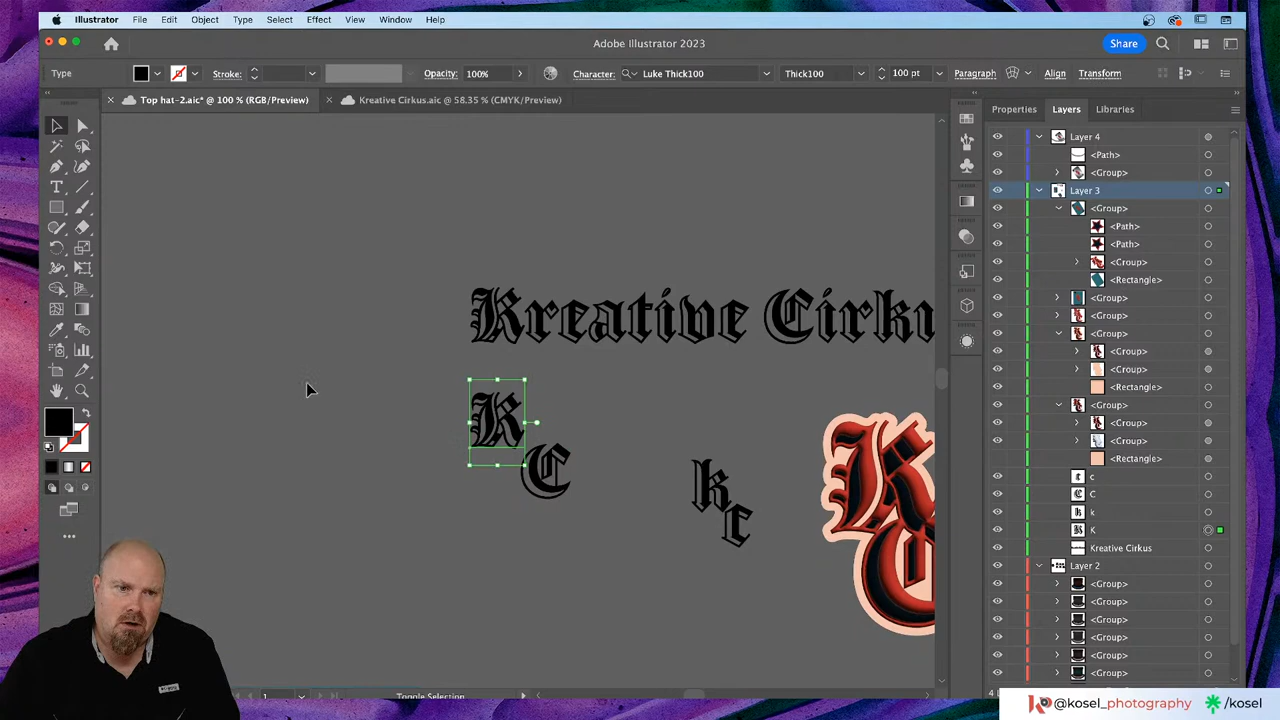 Illustrator File Edit Object Type Select Effect View Window Help
Adobe Illustrator 2023
Share
Type
Stroke:
Opacity: 100%
Character: Luke Thick100
Thick100
100 pt
Paragraph
Align
Transform
Top hat-2.aic* @ 100 % (RGB/Preview)
Kreative Cirkus.aic @ 58.35 % (CMYK/Preview)
Properties Layers Libraries
Layer 4
<Path>
<Group>
Layer 3
<Group>
<Path>
<Path>
<Group>
<Rectangle>
<Group>
<Group>
<Group>
<Group>
<Group>
<Rectangle>
<Group>
<Group>
<Group>
<Rectangle>
c
C
k
K
Kreative Cirkus
Layer 2
<Group>
<Group>
<Group>
<Group>
<Group>
<Group>
Kreative Cirku
K
C
k
c
K
C
1
Toggle Selection
@kosel_photography
/kosel